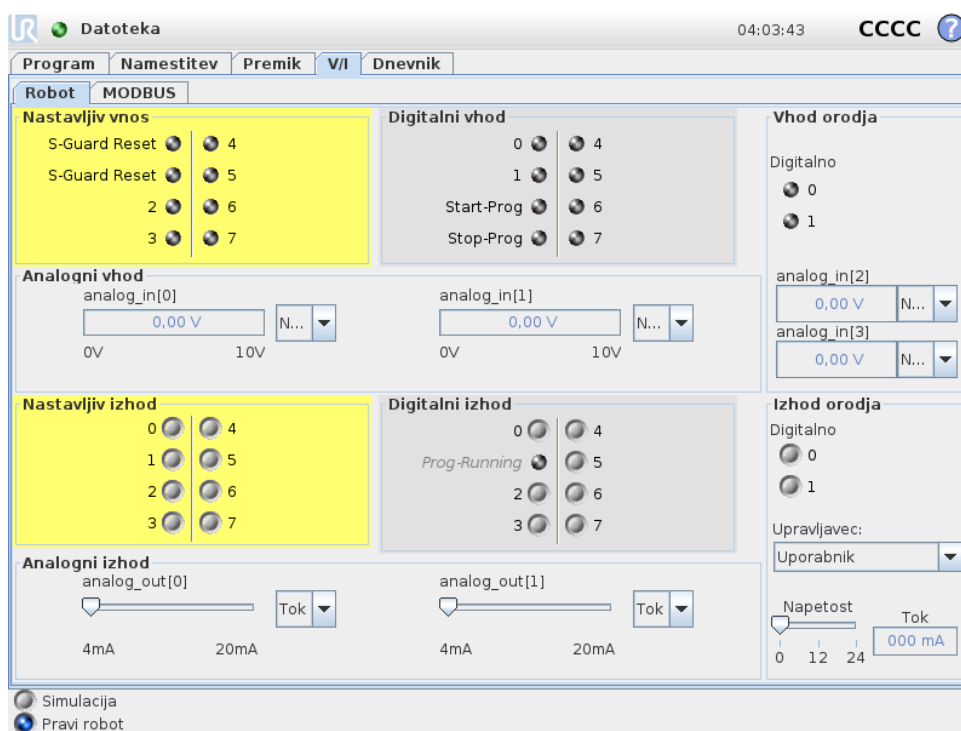 UR Datoteka 04:03:43 CCCC ?
Program Namestitev Premik V/I Dnevnik
Robot MODBUS
Nastavljiv vnos
S-Guard Reset 4
S-Guard Reset 5
2 6
3 7
Digitalni vhod
0 4
1 5
Start-Prog 6
Stop-Prog 7
Vhod orodja
Digitalno
0
1
analog_in[2]
0,00 V N...
analog_in[3]
0,00 V N...
Analogni vhod
analog_in[0]
0,00 V N...
0V 10V
analog_in[1]
0,00 V N...
0V 10V
Nastavljiv izhod
0 4
1 5
2 6
3 7
Digitalni izhod
0 4
Prog-Running 5
2 6
3 7
Izhod orodja
Digitalno
0
1
Upravljavec:
Uporabnik
Napetost
0 12 24
Tok
000 mA
Analogni izhod
analog_out[0]
Tok
4mA 20mA
analog_out[1]
Tok
4mA 20mA
Simulacija
Pravi robot